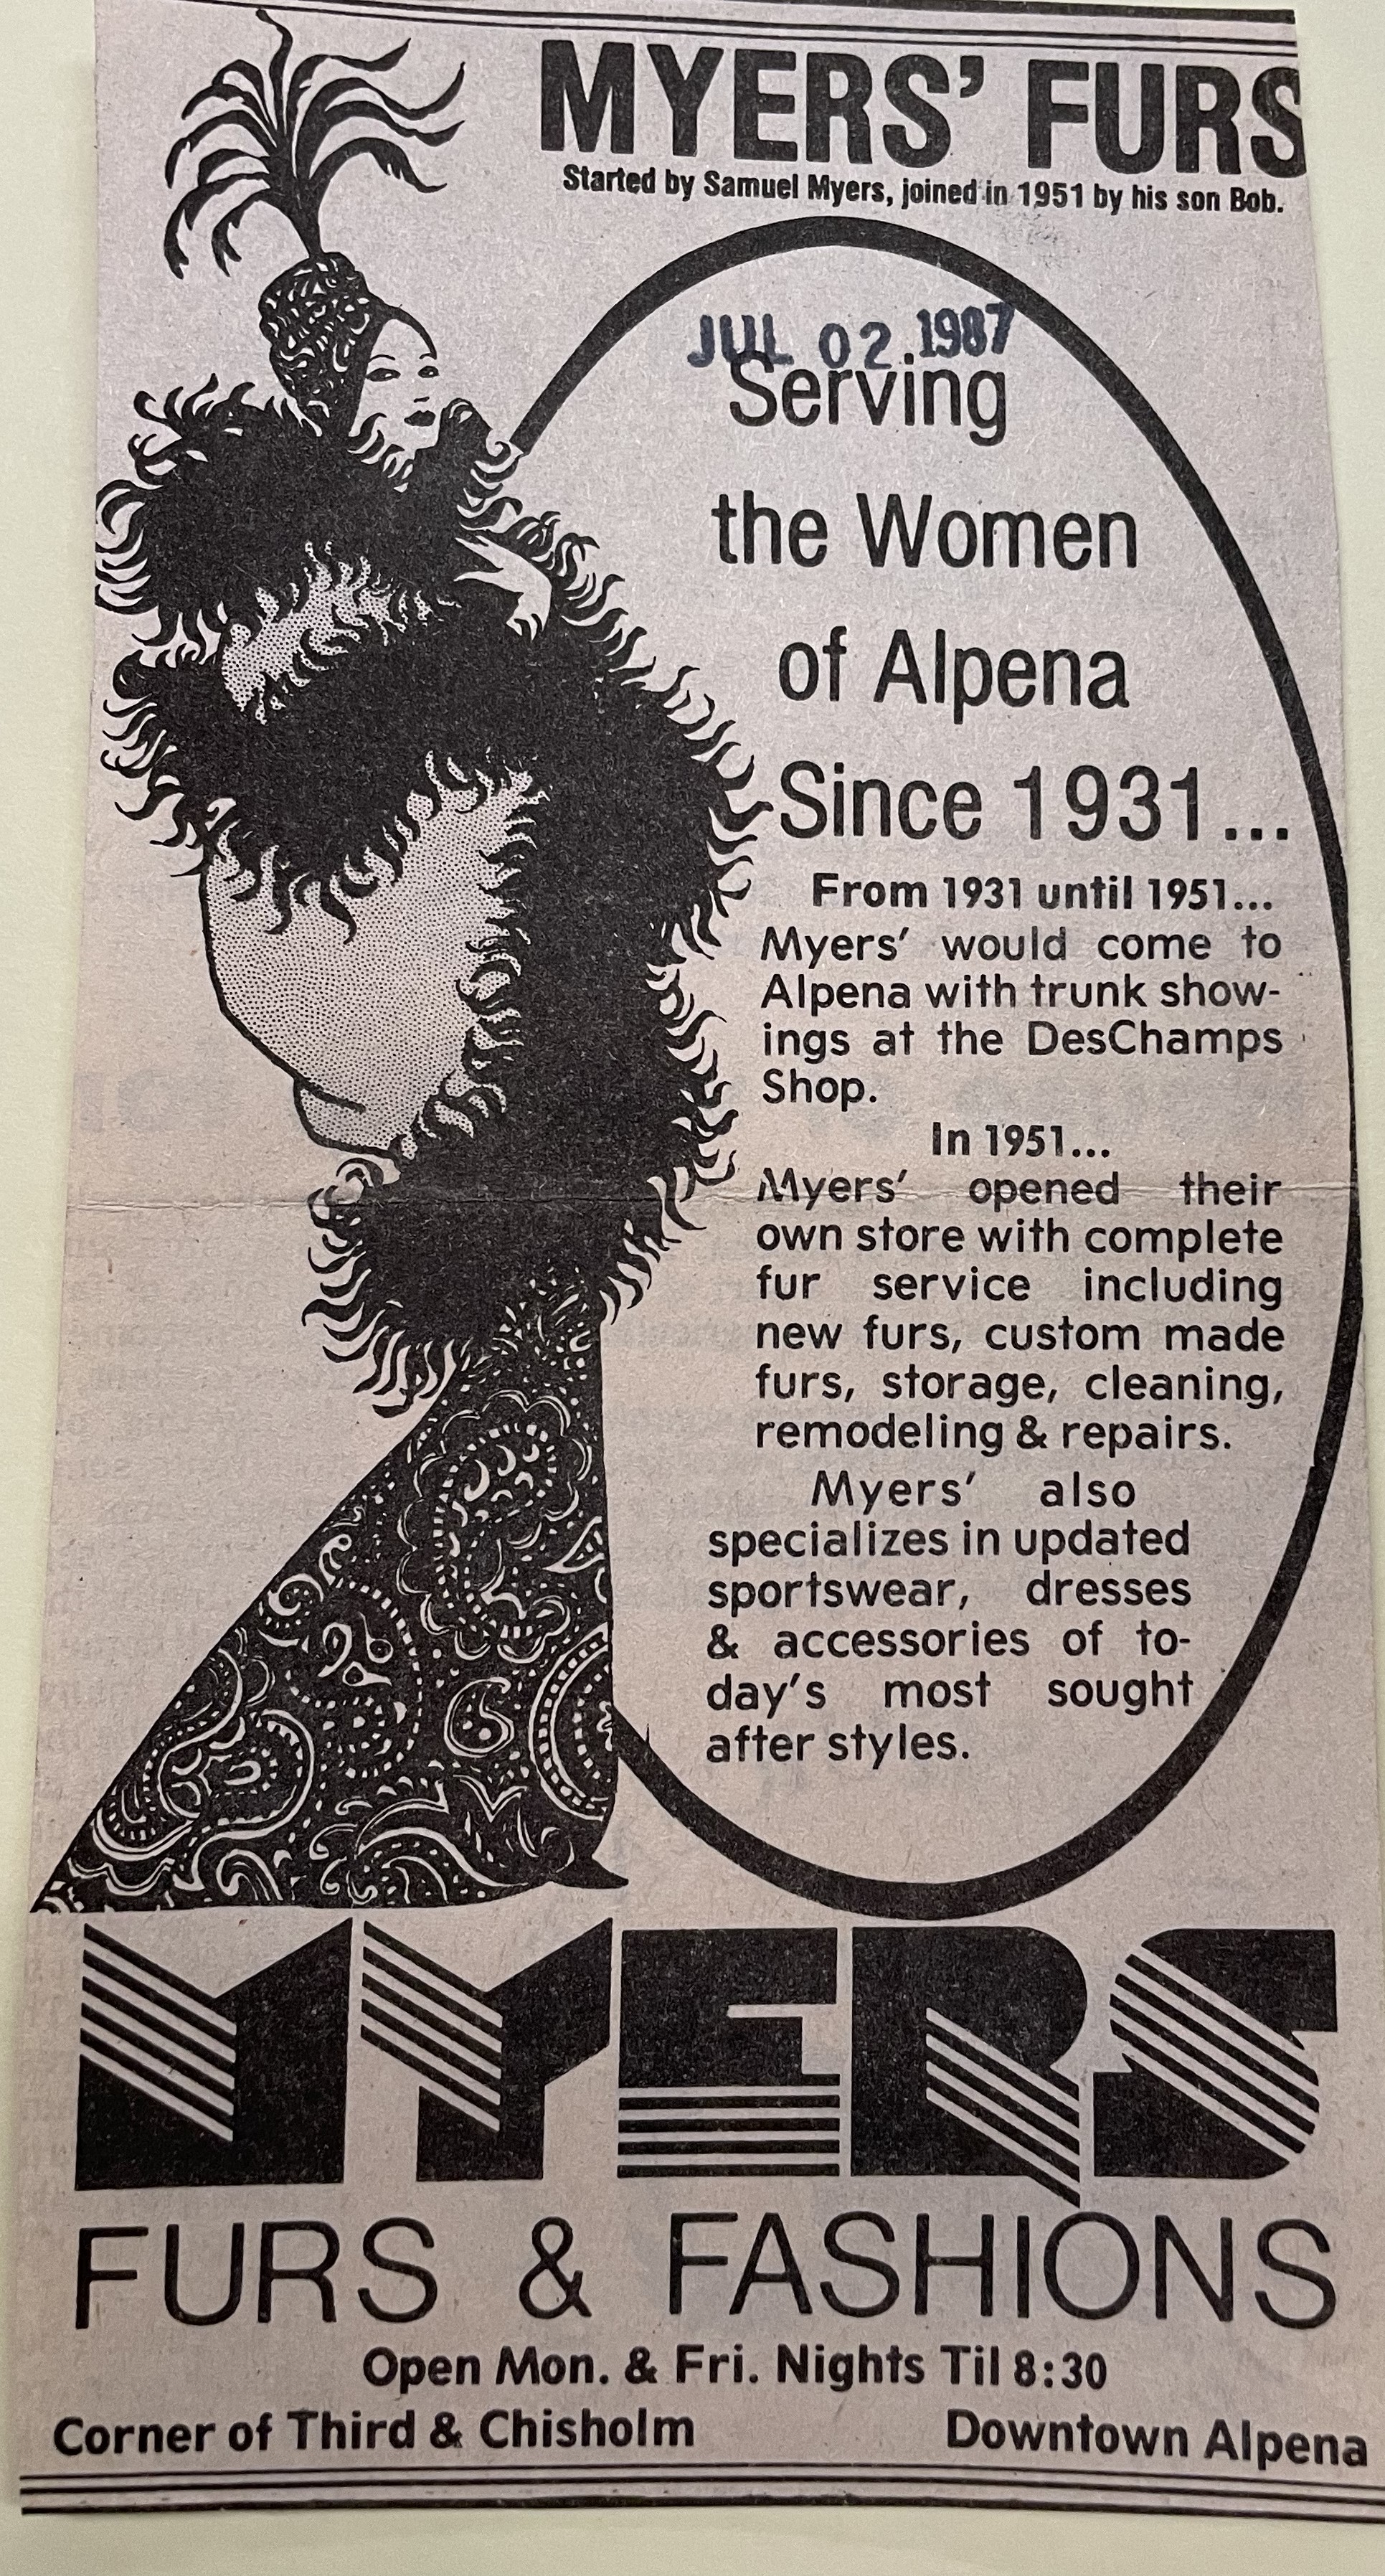 MYERS' FURS
Started by Samuel Myers, joined in 1951 by his son Bob.
JUL 02.1987
Serving
the Women
of Alpena
Since 1931...
From 1931 until 1951...
Myers' would come to
Alpena with trunk show-
ings at the DesChamps
Shop.
In 1951...
Myers' opened their
own store with complete
fur service including
new furs, custom made
furs, storage, cleaning,
remodeling & repairs.
Myers' also
specializes in updated
sportswear, dresses
& accessories of to-
day's most sought
after styles.
MYERS
FURS & FASHIONS
Open Mon. & Fri. Nights Til 8:30
Corner of Third & Chisholm Downtown Alpena